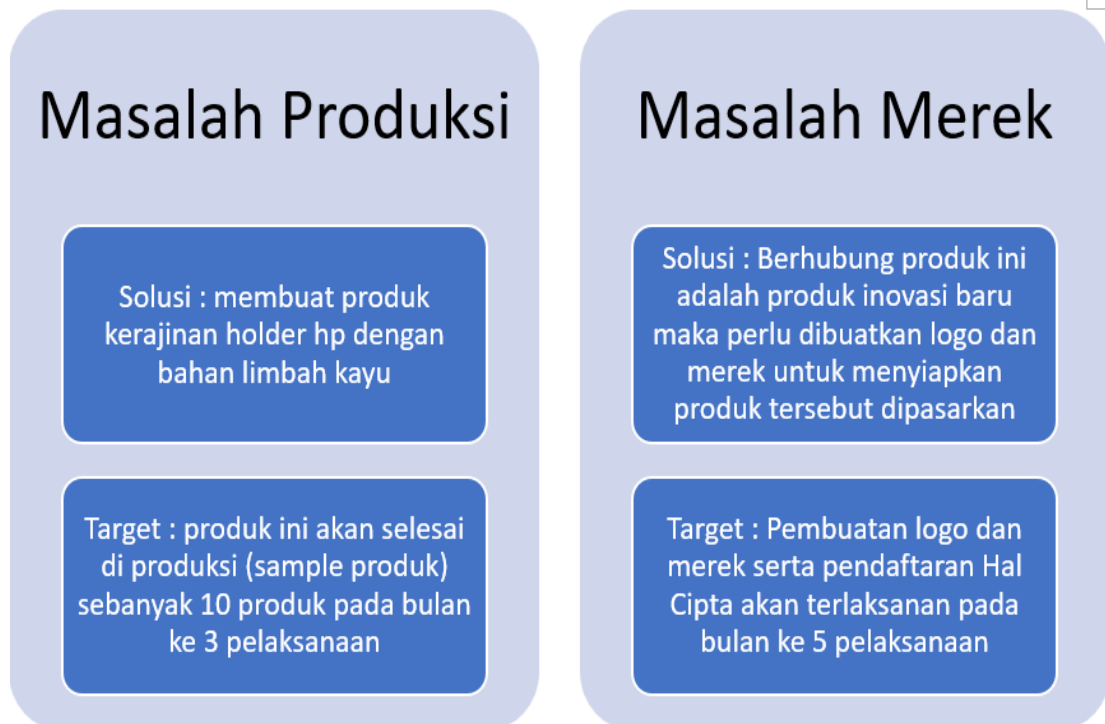 Masalah Produksi
Solusi : membuat produk
kerajinan holder hp dengan
bahan limbah kayu
Target : produk ini akan selesai
di produksi (sample produk)
sebanyak 10 produk pada bulan
ke 3 pelaksanaan
Masalah Merek
Solusi : Berhubung produk ini
adalah produk inovasi baru
maka perlu dibuatkan logo dan
merek untuk menyiapkan
produk tersebut dipasarkan
Target : Pembuatan logo dan
merek serta pendaftaran Hal
Cipta akan terlaksanan pada
bulan ke 5 pelaksanaan